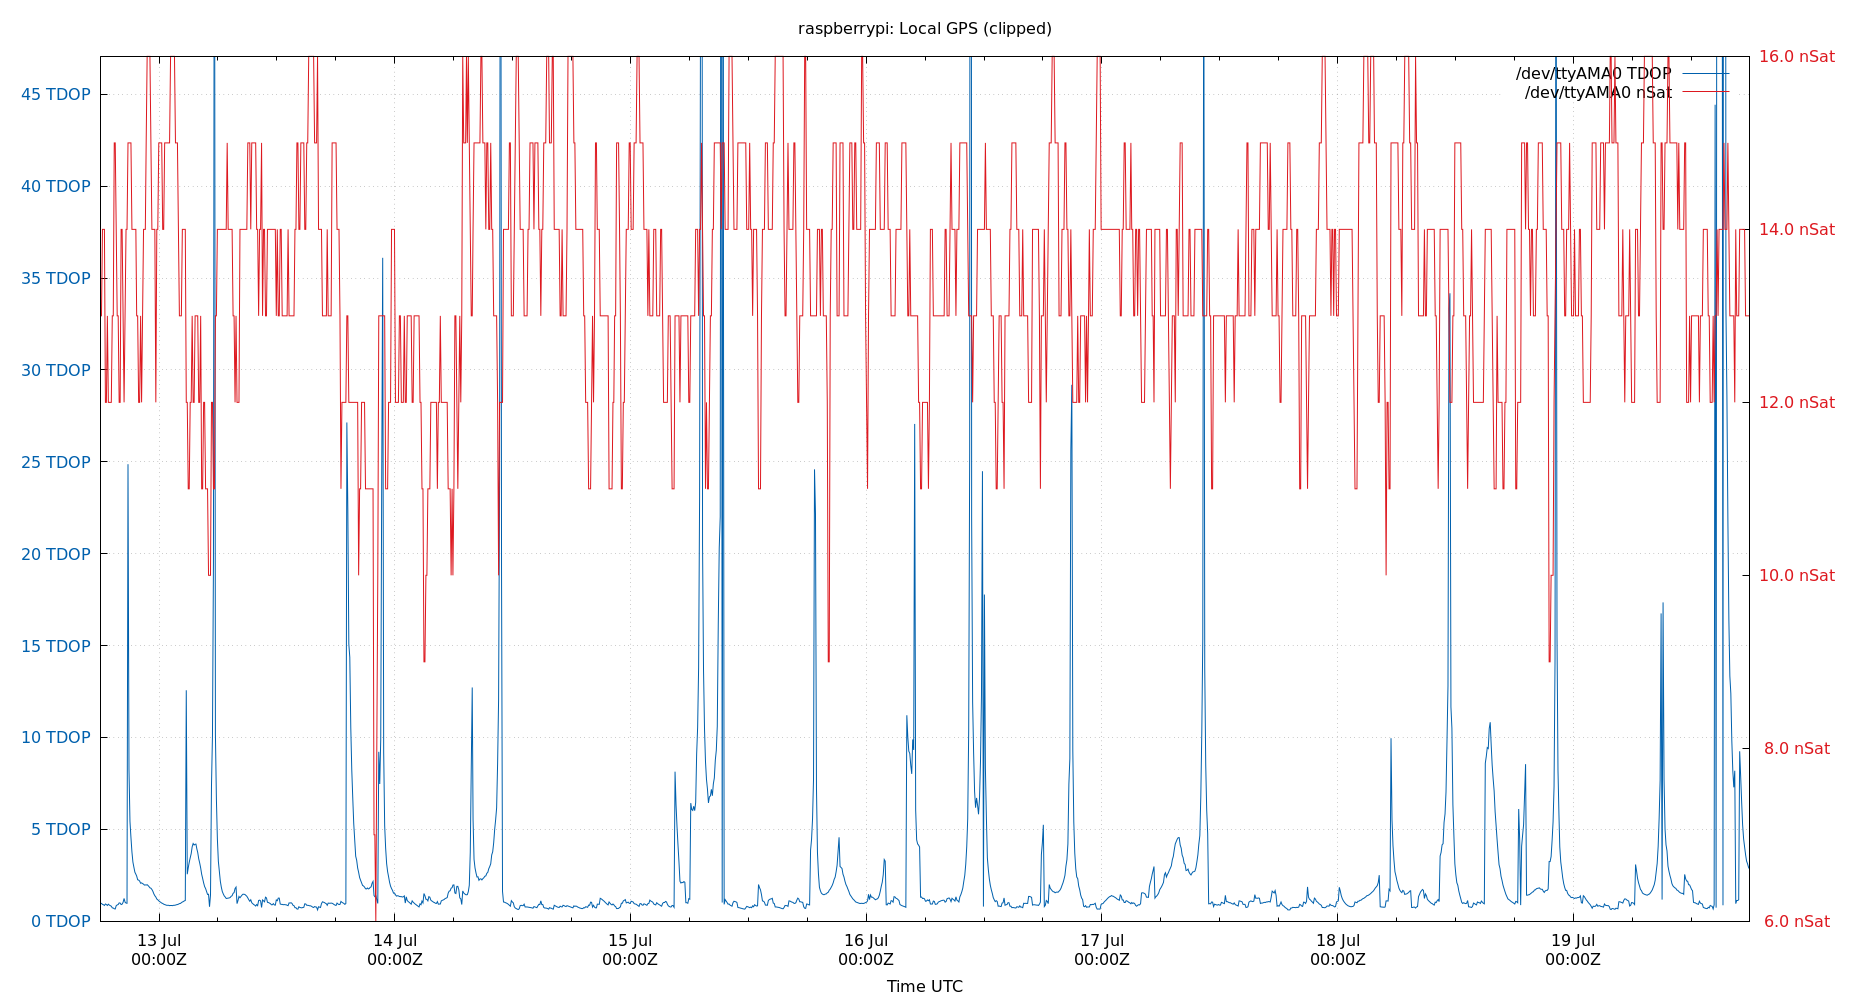 raspberrypi: Local GPS (clipped)
16.0 nSat
/dev/ttyAMA0 TDOP
/dev/ttyAMA0 nSat
45 TDOP
40 TDOP
14.0 nSat
35 TDOP
30 TDOP
12.0 nSat
25 TDOP
20 TDOP
10.0 nSat
15 TDOP
10 TDOP
8.0 nSat
5 TDOP
0 TDOP
6.0 nSat
13 Jul 14 Jul 15 Jul 16 Jul 17 Jul 18 Jul 19 Jul
00:00Z 00:00Z 00:00Z 00:00Z 00:00Z 00:00Z 00:00Z
Time UTC